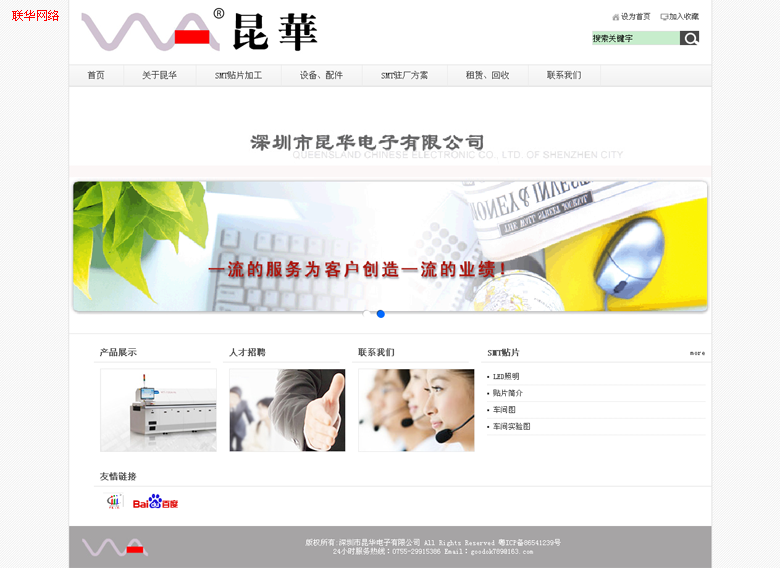 联华网络
昆華®
设为首页 加入收藏
搜索关键字
首页 关于昆华 SMT贴片加工 设备、配件 SMT驻厂方案 租赁、回收 联系我们
深圳市昆华电子有限公司
QUEENSLAND CHINESE ELECTRONIC CO., LTD. OF SHENZHEN CITY
一流的服务为客户创造一流的业绩!
产品展示 人才招聘 联系我们 SMT贴片 more
LED照明
贴片简介
车间图
车间实验图
友情链接
Bai百度
版权所有:深圳市昆华电子有限公司 All Rights Reserved 粤ICP备06541239号
24小时服务热线:0755-29915386 Email:goodok7898163.com